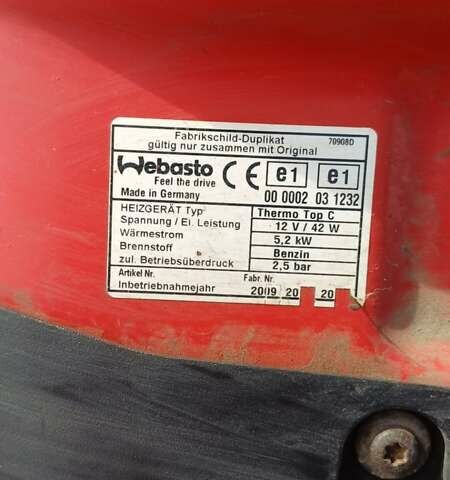 Fabrikschild-Duplikat 70908D
gültig nur zusammen mit Original
Webasto CE e1 e1
Feel the drive
Made in Germany 00 0002 03 1232
HEIZGERÄT Typ Thermo Top C
Spannung / El. Leistung 12 V / 42 W
Wärmestrom 5,2 kW
Brennstoff Benzin
zul. Betriebsüberdruck 2,5 bar
Artikel Nr. Fabr. Nr.
Inbetriebnahmejahr 2009 20 20